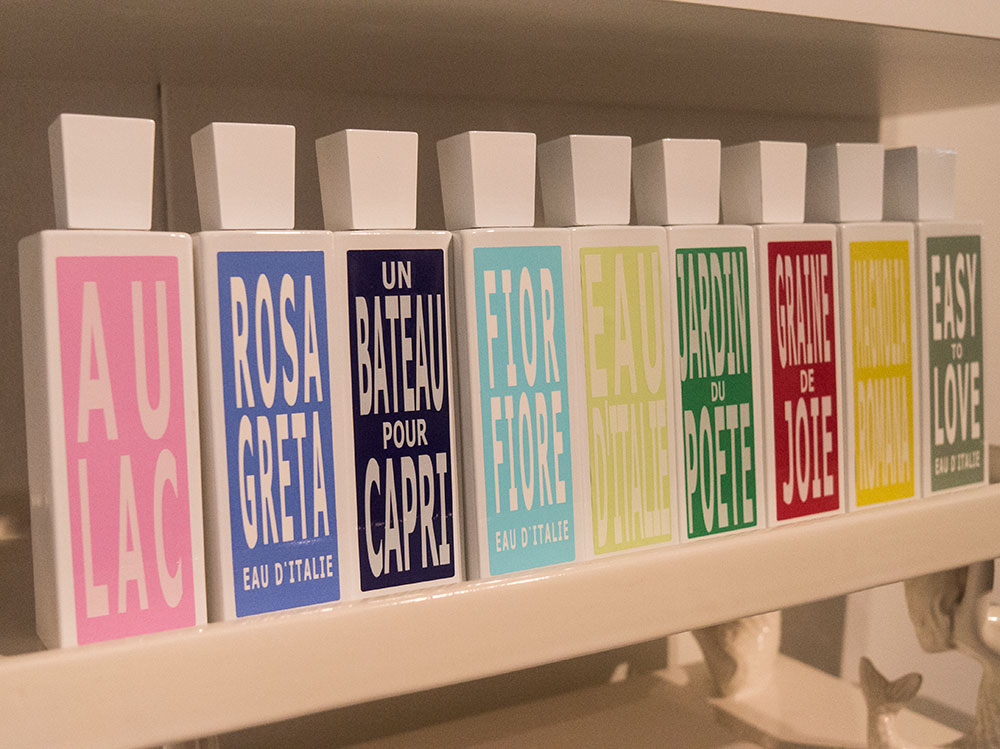 AU
LAC
ROSA
GRETA
EAU D'ITALIE
UN
BATEAU
POUR
CAPRI
FIOR
FIORE
EAU D'ITALIE
EAU
D'ITALIE
JARDIN
DU
POETE
GRAINE
DE
JOIE
MAGNOLIA
ROMANA
EASY
TO
LOVE
EAU D'ITALIE